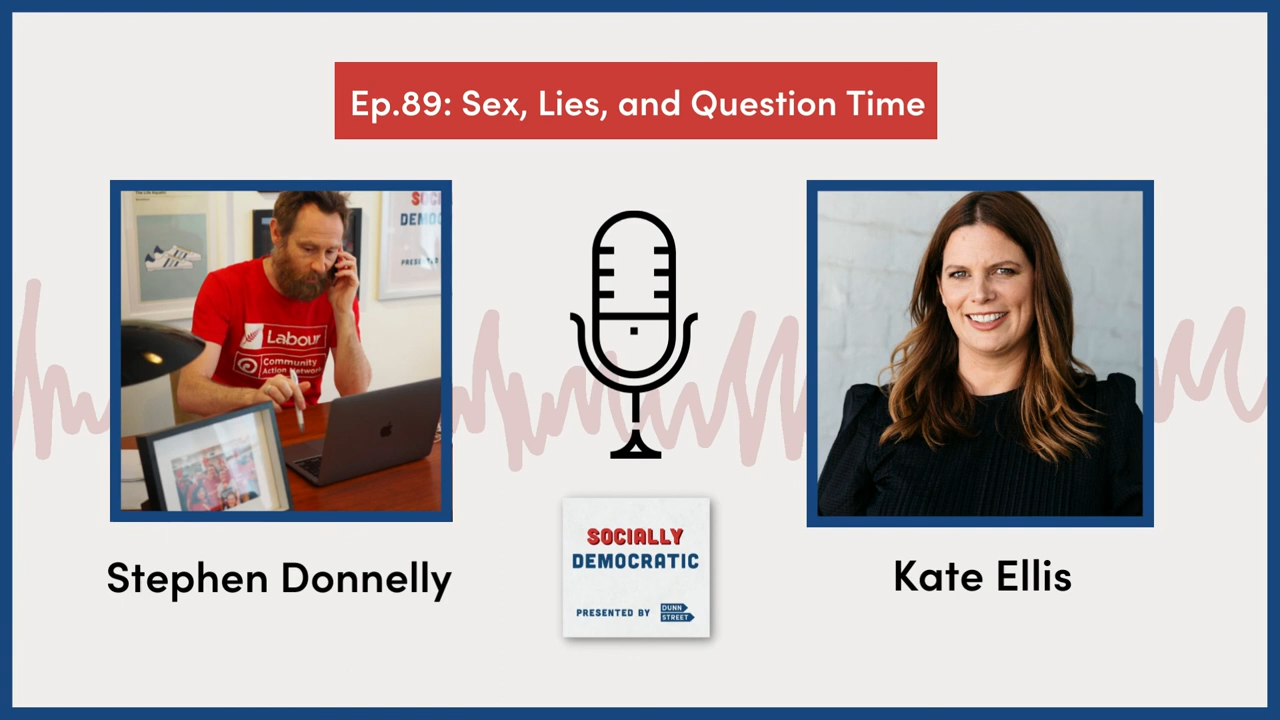 Ep.89: Sex, Lies, and Question Time
Labour
Community
Action Network
Stephen Donnelly
SOCIALLY
DEMOCRATIC
PRESENTED BY
DUNN
STREET
Kate Ellis